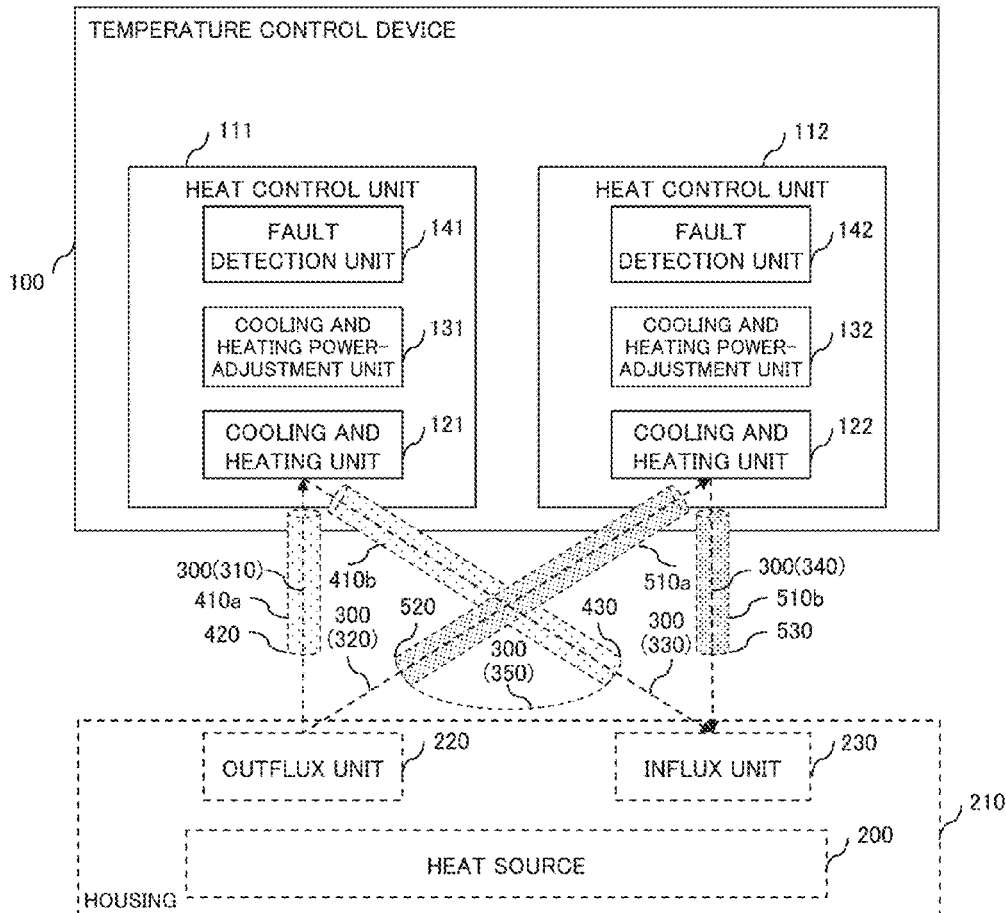 TEMPERATURE CONTROL DEVICE
111
112
HEAT CONTROL UNIT
HEAT CONTROL UNIT
FAULT
DETECTION UNIT
141
FAULT
DETECTION UNIT
142
100
COOLING AND
HEATING POWER-
ADJUSTMENT UNIT
131
COOLING AND
HEATING POWER-
ADJUSTMENT UNIT
132
COOLING AND
HEATING UNIT
121
COOLING AND
HEATING UNIT
122
300(310)
410a
420
410b
300
(320)
520
300
(350)
430
510a
300
(330)
300(340)
510b
530
OUTFLUX UNIT
220
INFLUX UNIT
230
210
HEAT SOURCE
200
HOUSING